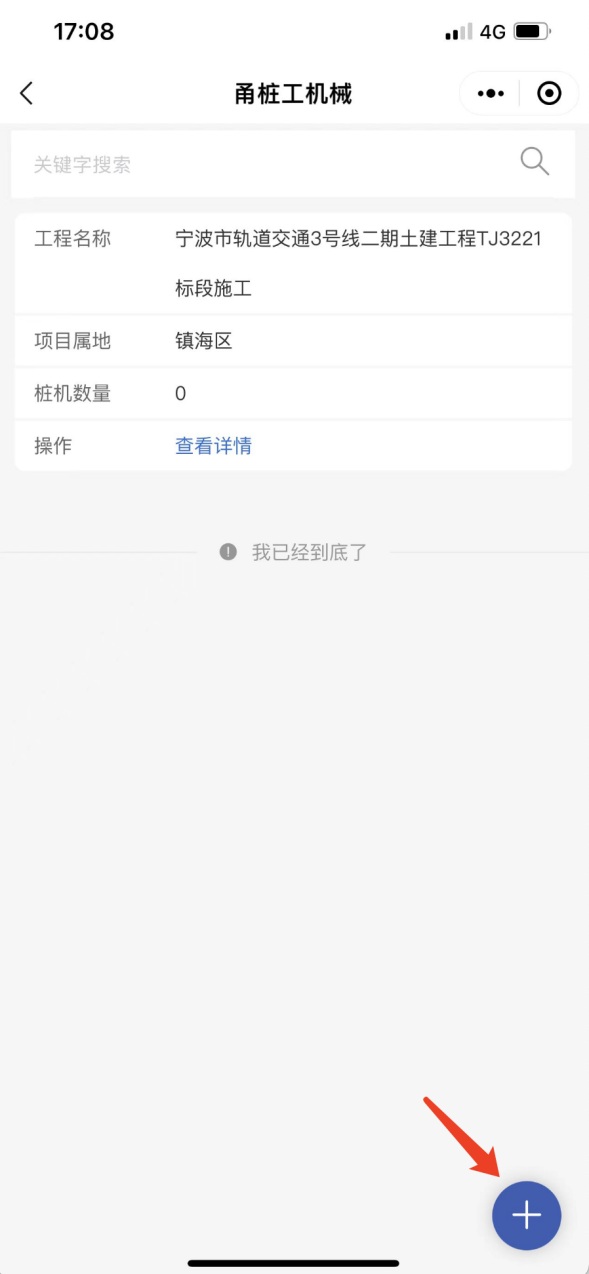 17:08
4G
甬桩工机械
关键字搜索
工程名称 宁波市轨道交通3号线二期土建工程TJ3221
标段施工
项目属地 镇海区
桩机数量 0
操作 查看详情
我已经到底了